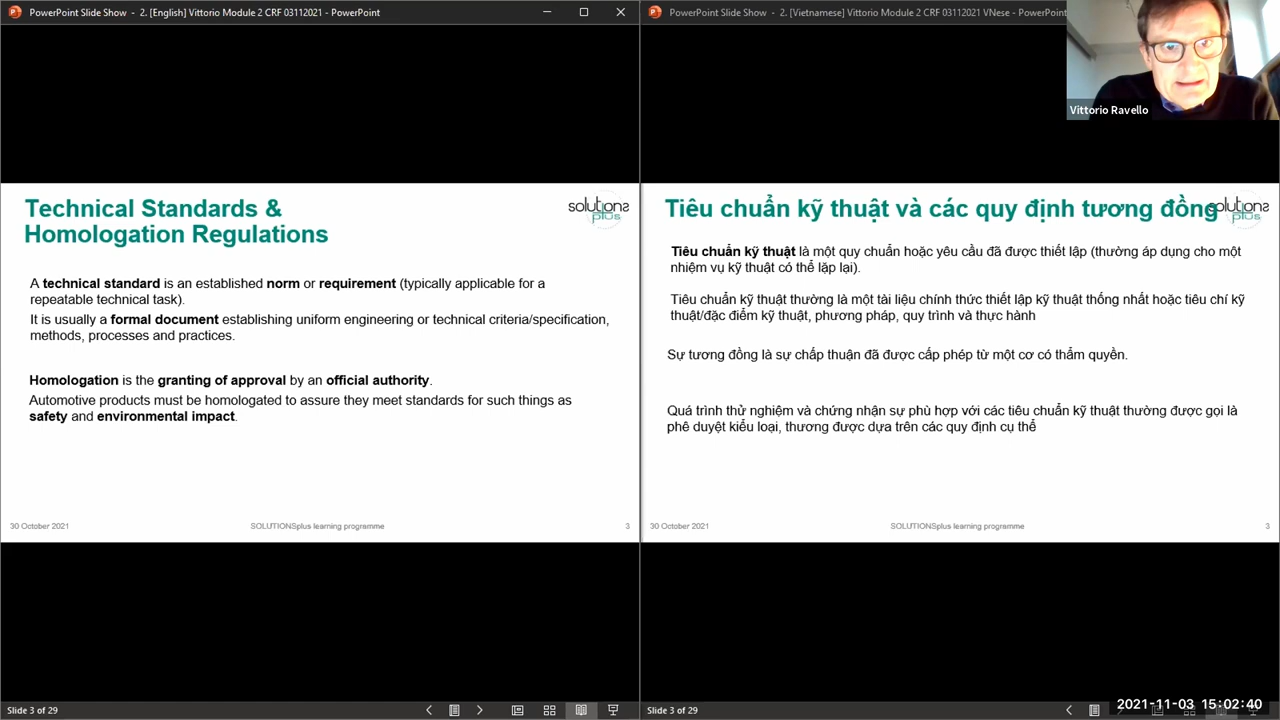 PowerPoint Slide Show - 2. [English] Vittorio Module 2 CRF 03112021 - PowerPoint
PowerPoint Slide Show - 2. [Vietnamese] Vittorio Module 2 CRF 03112021 VNese - PowerPoint
Vittorio Ravello
Technical Standards &
Homologation Regulations
solutions
plus
A technical standard is an established norm or requirement (typically applicable for a
repeatable technical task).
It is usually a formal document establishing uniform engineering or technical criteria/specification,
methods, processes and practices.
Homologation is the granting of approval by an official authority.
Automotive products must be homologated to assure they meet standards for such things as
safety and environmental impact.
30 October 2021
SOLUTIONSplus learning programme
3
Tiêu chuẩn kỹ thuật và các quy định tương đồng
solutions
plus
Tiêu chuẩn kỹ thuật là một quy chuẩn hoặc yêu cầu đã được thiết lập (thường áp dụng cho một
nhiệm vụ kỹ thuật có thể lặp lại).
Tiêu chuẩn kỹ thuật thường là một tài liệu chính thức thiết lập kỹ thuật thống nhất hoặc tiêu chí kỹ
thuật/đặc điểm kỹ thuật, phương pháp, quy trình và thực hành
Sự tương đồng là sự chấp thuận đã được cấp phép từ một cơ có thẩm quyền.
Quá trình thử nghiệm và chứng nhận sự phù hợp với các tiêu chuẩn kỹ thuật thường được gọi là
phê duyệt kiểu loại, thương được dựa trên các quy định cụ thể
30 October 2021
SOLUTIONSplus learning programme
3
Slide 3 of 29
Slide 3 of 29
2021-11-03 15:02:40